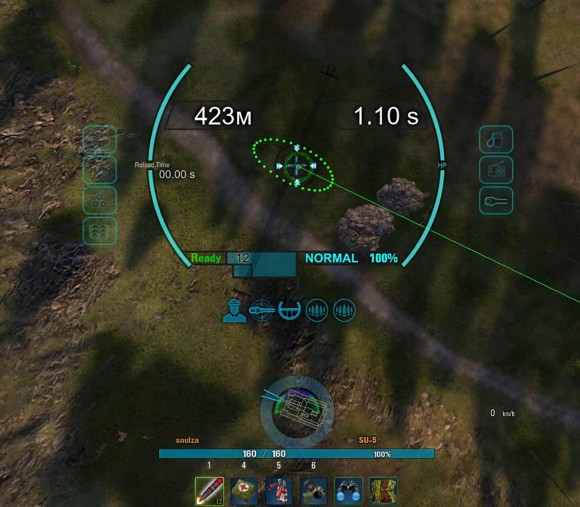 423м
1.10 s
Reload Time
00.00 s
HP
Ready
12
NORMAL 100%
0 km/h
soulza
SU-5
160 / 160
100%
1 4 5 6
12